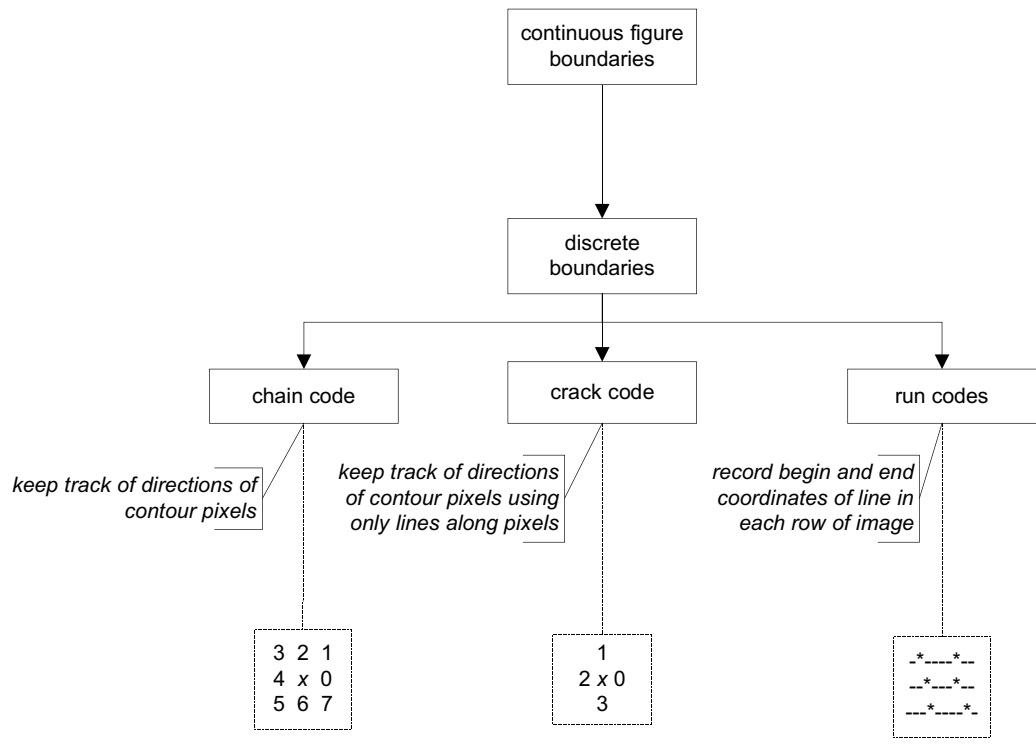 continuous figure
boundaries
discrete
boundaries
chain code
crack code
run codes
keep track of directions of
contour pixels
keep track of directions
of contour pixels using
only lines along pixels
record begin and end
coordinates of line in
each row of image
3 2 1
4 x 0
5 6 7
1
2 x 0
3
-*----*--
--*---*--
---*----*-